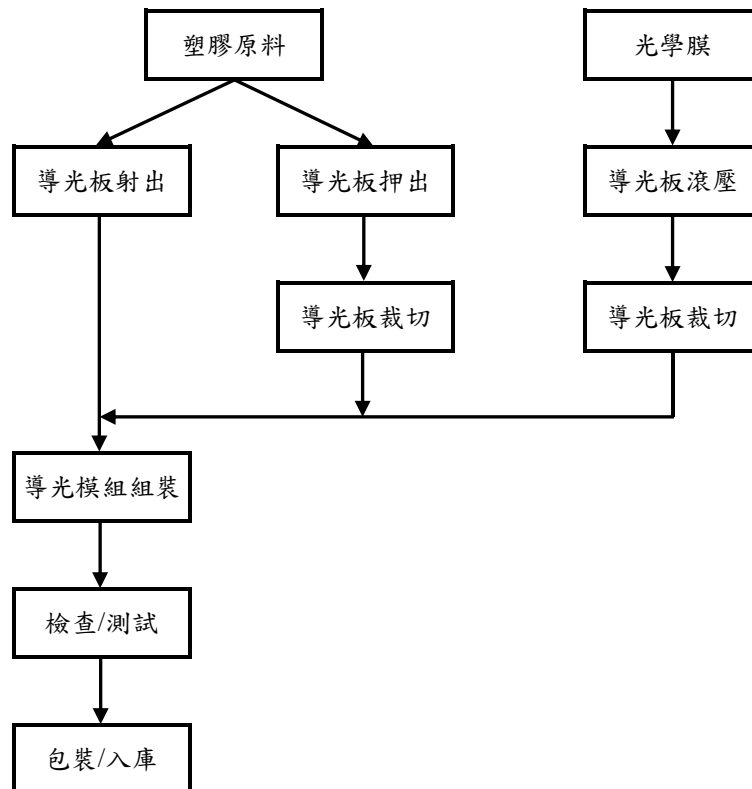 塑膠原料
光學膜
導光板射出
導光板押出
導光板滾壓
導光板裁切
導光板裁切
導光模組組裝
檢查/測試
包裝/入庫